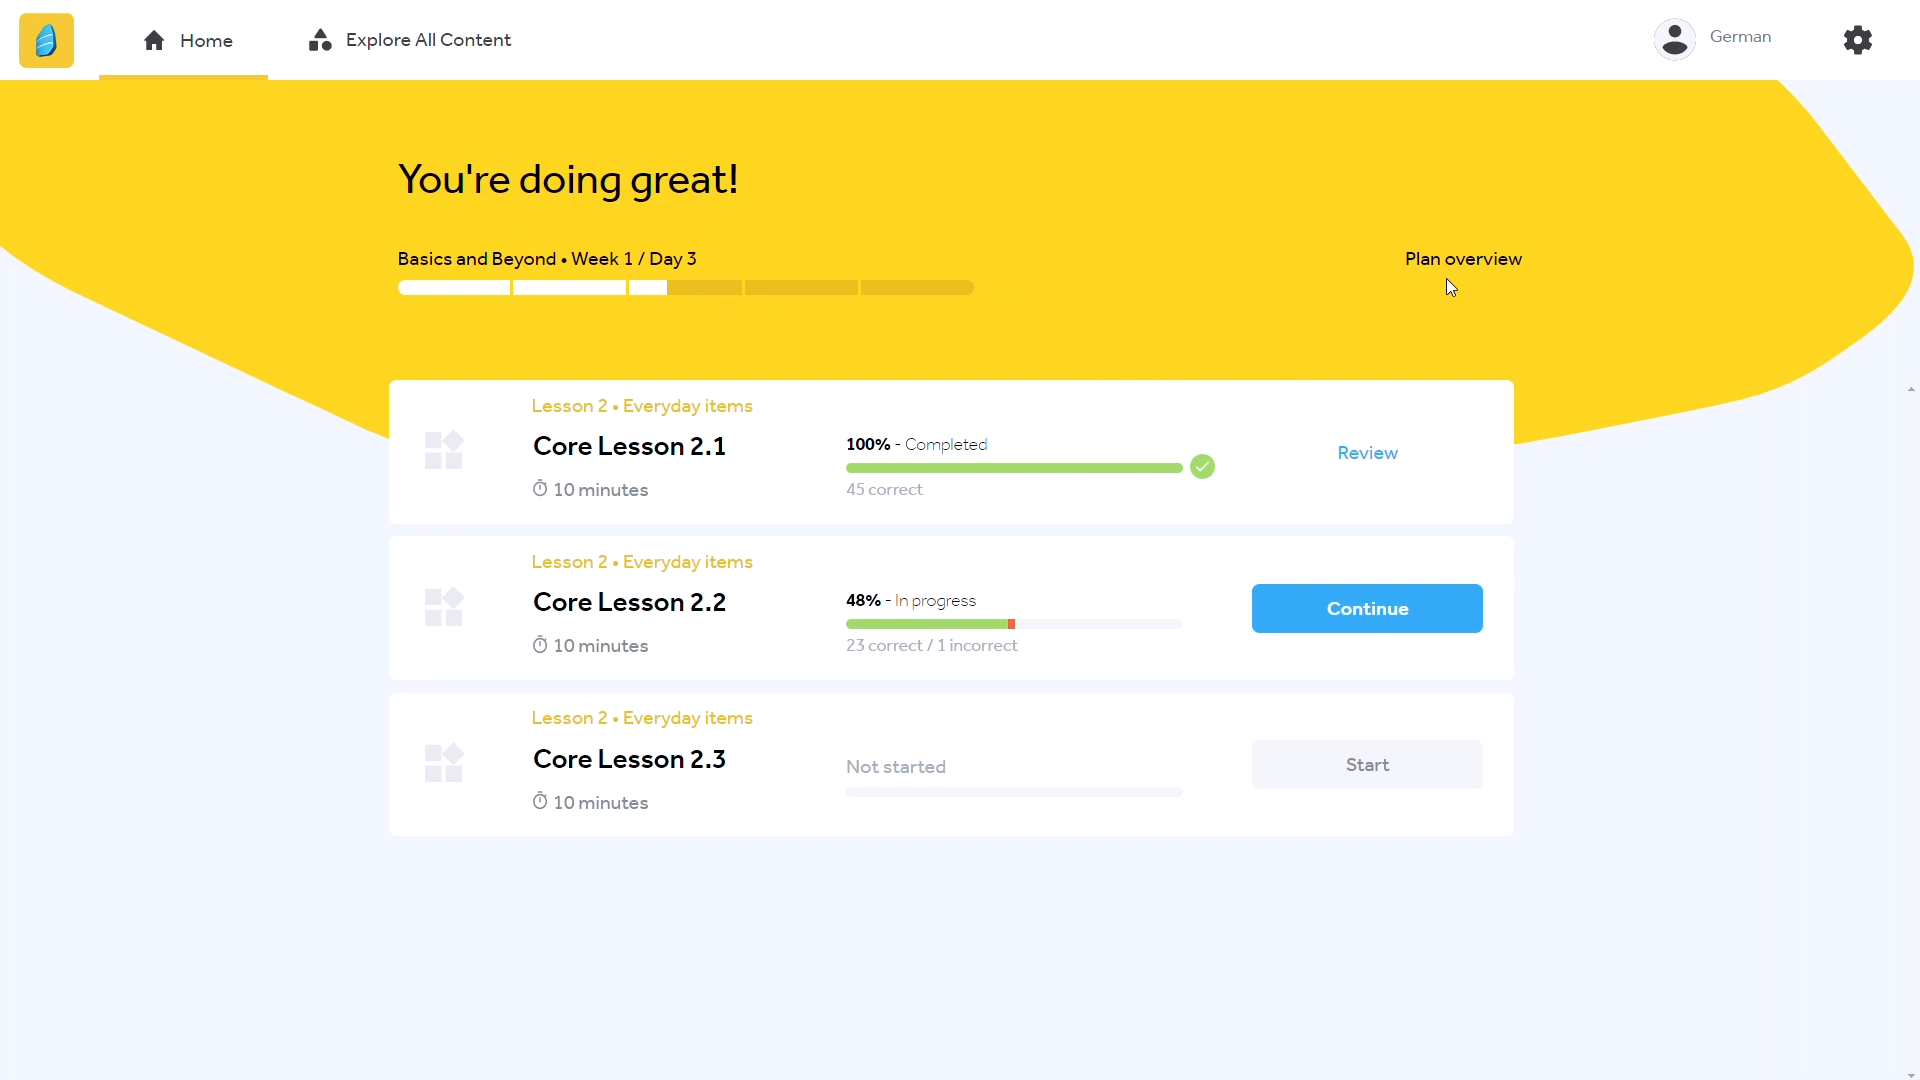 Home
Explore All Content
German
You're doing great!
Basics and Beyond • Week 1 / Day 3
Plan overview
Lesson 2 • Everyday items
Core Lesson 2.1
10 minutes
100% - Completed
45 correct
Review
Lesson 2 • Everyday items
Core Lesson 2.2
10 minutes
48% - In progress
23 correct / 1 incorrect
Continue
Lesson 2 • Everyday items
Core Lesson 2.3
10 minutes
Not started
Start